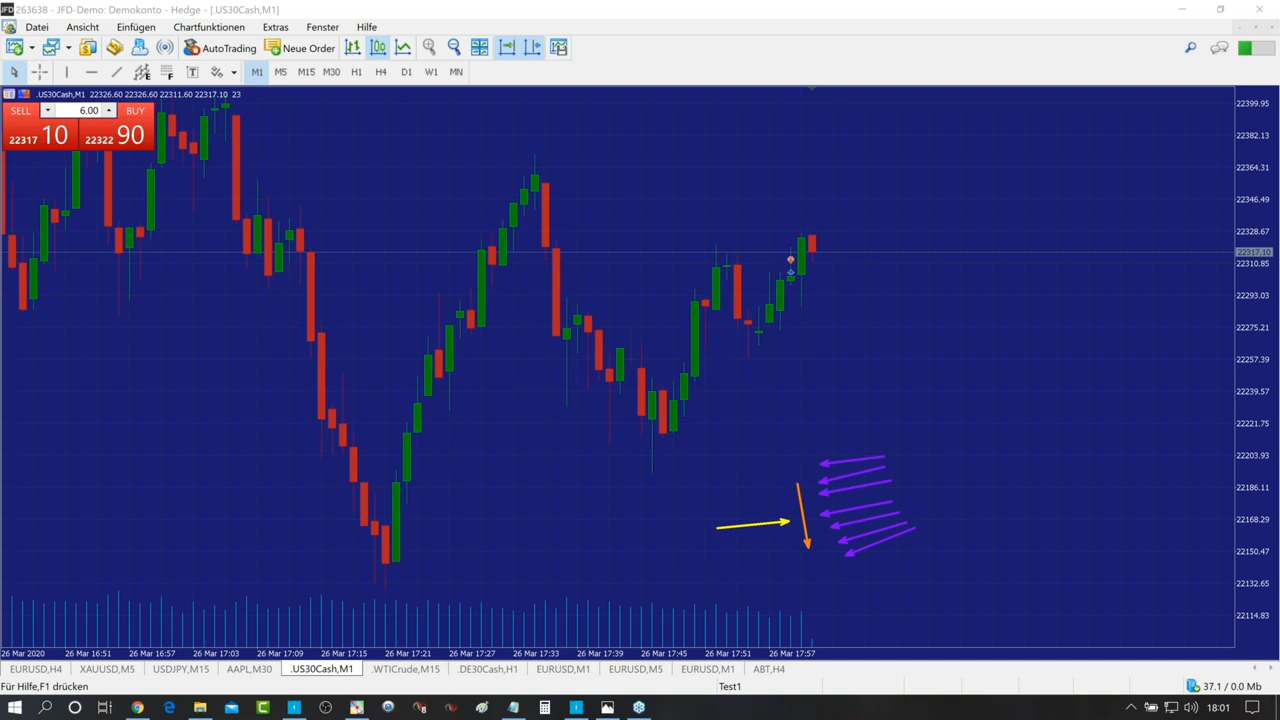 263638 - JFD-Demo: Demokonto - Hedge - [.US30Cash,M1]
Datei Ansicht Einfügen Chartfunktionen Extras Fenster Hilfe
AutoTrading Neue Order
M1 M5 M15 M30 H1 H4 D1 W1 MN
.US30Cash,M1 22326.60 22326.60 22311.60 22317.10 23
SELL 6.00 BUY
22317 10 22322 90
22399.95
22382.13
22364.31
22346.49
22328.67
22317.10
22310.85
22293.03
22275.21
22257.39
22239.57
22221.75
22203.93
22186.11
22168.29
22150.47
22132.65
22114.83
26 Mar 2020 26 Mar 16:51 26 Mar 16:57 26 Mar 17:03 26 Mar 17:09 26 Mar 17:15 26 Mar 17:21 26 Mar 17:27 26 Mar 17:33 26 Mar 17:39 26 Mar 17:45 26 Mar 17:51 26 Mar 17:57
EURUSD,H4 XAUUSD,M5 USDJPY,M15 AAPL,M30 .US30Cash,M1 .WTICrude,M15 .DE30Cash,H1 EURUSD,M1 EURUSD,M5 EURUSD,M1 ABT,H4
Für Hilfe,F1 drücken Test1 37.1 / 0.0 Mb
18:01